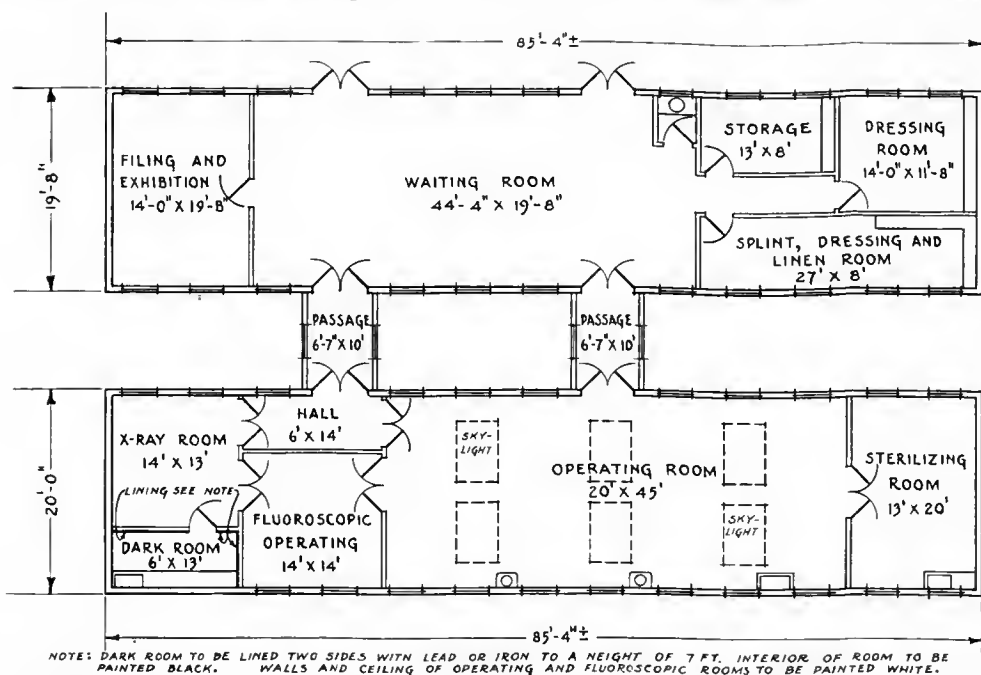 85'-4"±
19'-8"
FILING AND
EXHIBITION
14'-0" X 19'-8"
WAITING ROOM
44'-4" X 19'-8"
STORAGE
13' X 8'
DRESSING
ROOM
14'-0" X 11'-8"
SPLINT, DRESSING AND
LINEN ROOM
27' X 8'
PASSAGE
6'-7" X 10'
PASSAGE
6'-7" X 10'
20'-0"
X-RAY ROOM
14' X 13'
LINING SEE NOTE
DARK ROOM
6' X 13'
HALL
6' X 14'
FLUOROSCOPIC
OPERATING
14' X 14'
SKY-
LIGHT
OPERATING ROOM
20' X 45'
SKY-
LIGHT
STERILIZING
ROOM
13' X 20'
85'-4"±
NOTE: DARK ROOM TO BE LINED TWO SIDES WITH LEAD OR IRON TO A HEIGHT OF 7 FT. INTERIOR OF ROOM TO BE
PAINTED BLACK. WALLS AND CEILING OF OPERATING AND FLUOROSCOPIC ROOMS TO BE PAINTED WHITE.